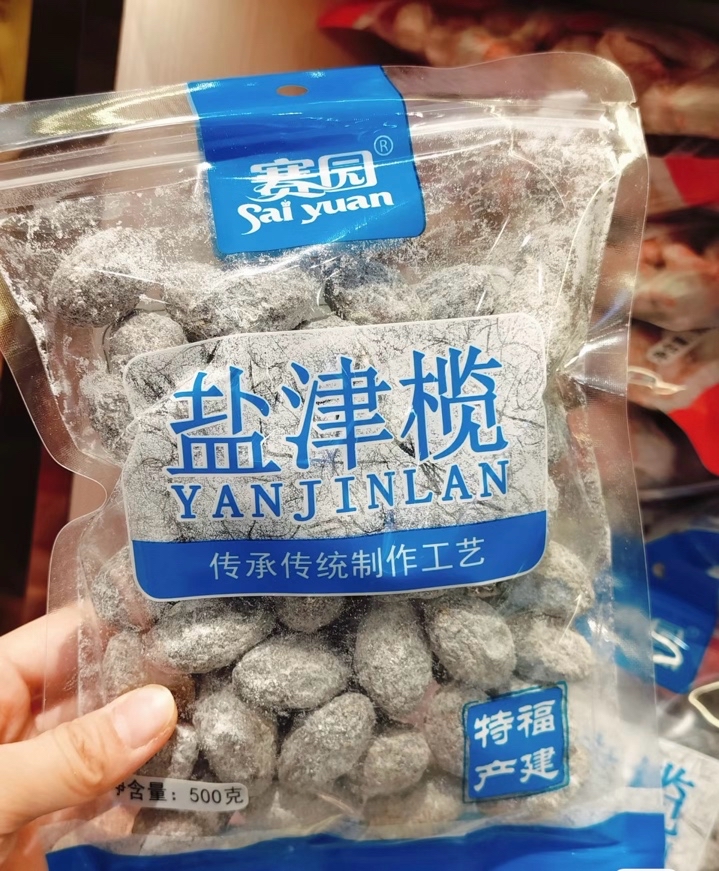 赛园®
Sai yuan
盐津榄
YANJINLAN
传承传统制作工艺
福建
特产
净含量：500克